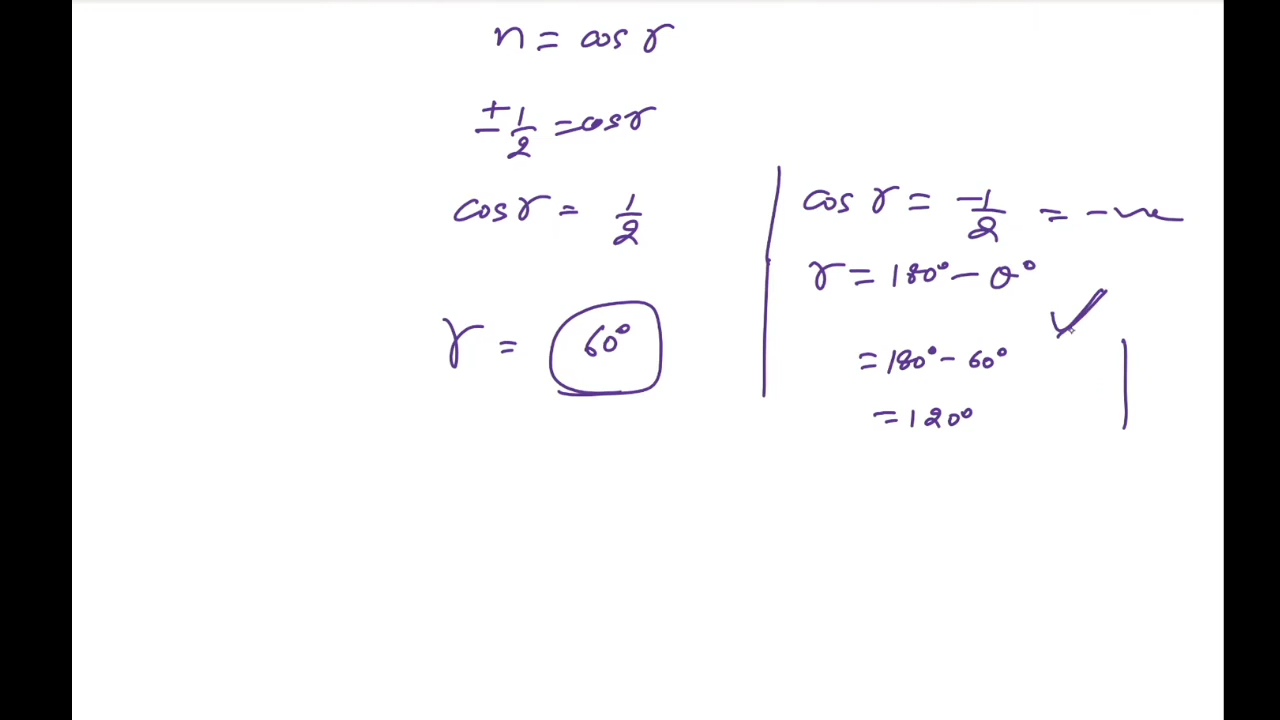 n = cos γ
± 1/2 = cos γ
cos γ = 1/2
γ = 60°
cos γ = -1/2 = -ve
γ = 180° - θ°
= 180° - 60°
= 120°